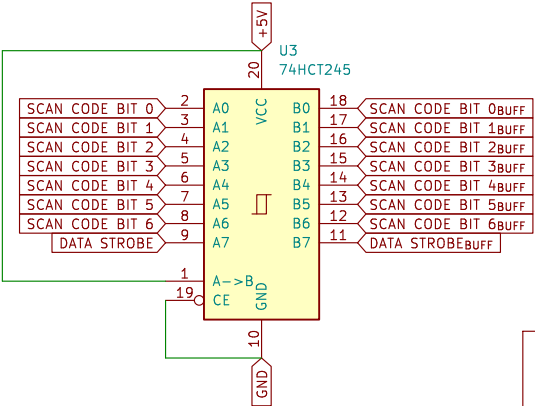 +5V
U3
74HCT245
20
VCC
SCAN CODE BIT 0 2 A0 B0 18 SCAN CODE BIT 0BUFF
SCAN CODE BIT 1 3 A1 B1 17 SCAN CODE BIT 1BUFF
SCAN CODE BIT 2 4 A2 B2 16 SCAN CODE BIT 2BUFF
SCAN CODE BIT 3 5 A3 B3 15 SCAN CODE BIT 3BUFF
SCAN CODE BIT 4 6 A4 B4 14 SCAN CODE BIT 4BUFF
SCAN CODE BIT 5 7 A5 B5 13 SCAN CODE BIT 5BUFF
SCAN CODE BIT 6 8 A6 B6 12 SCAN CODE BIT 6BUFF
DATA STROBE 9 A7 B7 11 DATA STROBEBUFF
1 A->B
19 CE
GND
10
GND